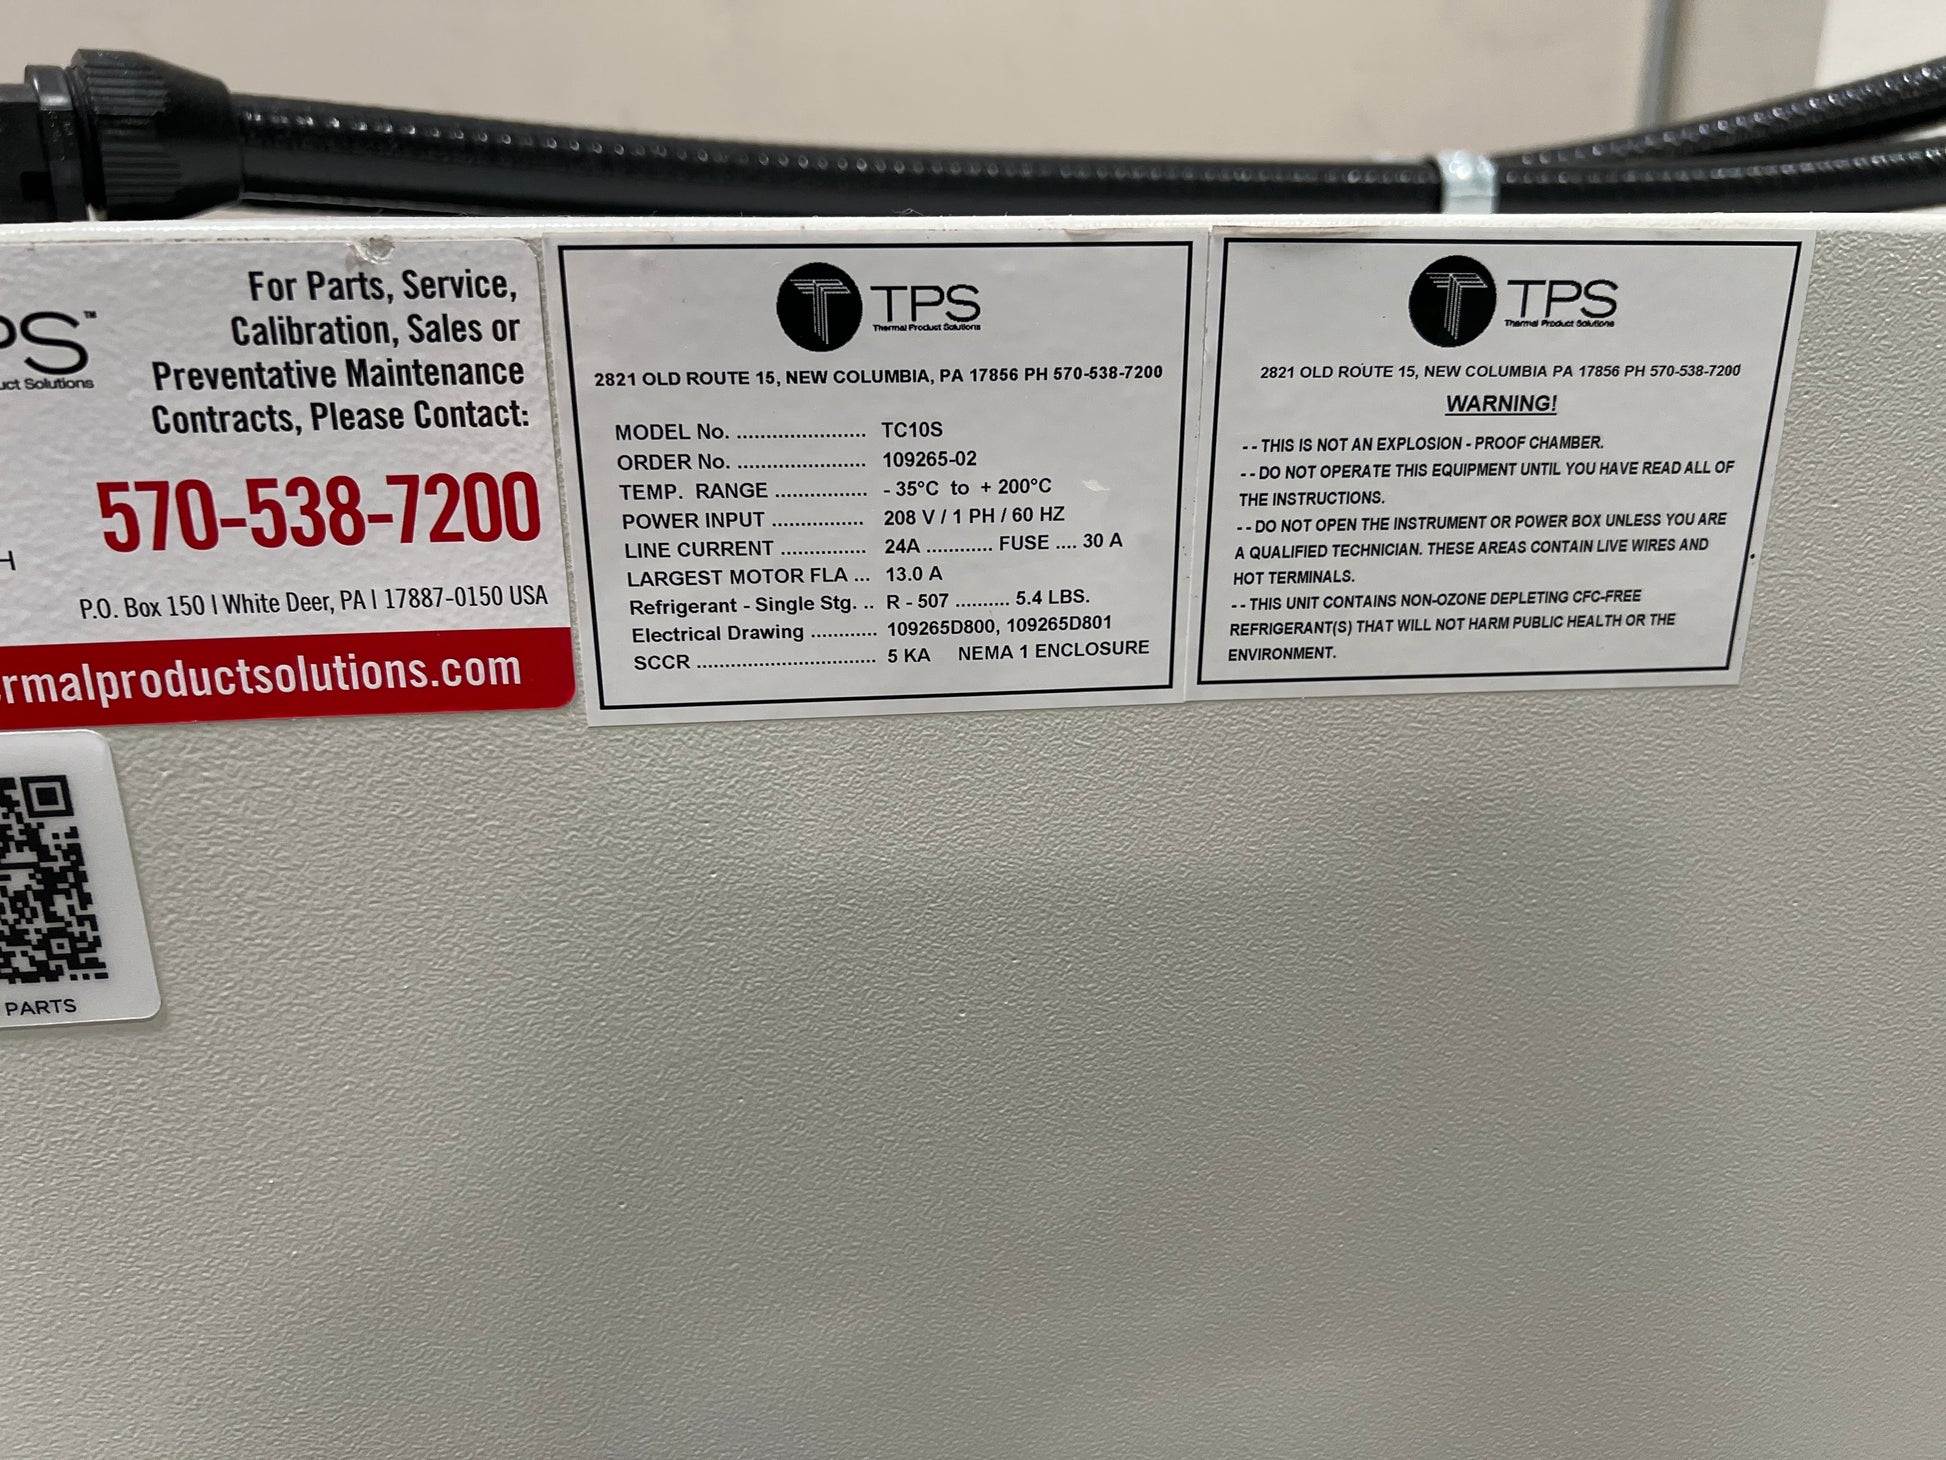 PS™
uct Solutions
For Parts, Service,
Calibration, Sales or
Preventative Maintenance
Contracts, Please Contact:
570-538-7200
H
P.O. Box 150 | White Deer, PA | 17887-0150 USA
rmalproductsolutions.com
PARTS
TPS
Thermal Product Solutions
2821 OLD ROUTE 15, NEW COLUMBIA, PA 17856 PH 570-538-7200
MODEL No. ...................... TC10S
ORDER No. ...................... 109265-02
TEMP. RANGE ................ - 35°C to + 200°C
POWER INPUT ................ 208 V / 1 PH / 60 HZ
LINE CURRENT ............... 24A ............ FUSE .... 30 A
LARGEST MOTOR FLA ... 13.0 A
Refrigerant - Single Stg. .. R - 507 .......... 5.4 LBS.
Electrical Drawing ............ 109265D800, 109265D801
SCCR ................................ 5 KA NEMA 1 ENCLOSURE
TPS
Thermal Product Solutions
2821 OLD ROUTE 15, NEW COLUMBIA PA 17856 PH 570-538-7200
WARNING!
- - THIS IS NOT AN EXPLOSION - PROOF CHAMBER.
- - DO NOT OPERATE THIS EQUIPMENT UNTIL YOU HAVE READ ALL OF
THE INSTRUCTIONS.
- - DO NOT OPEN THE INSTRUMENT OR POWER BOX UNLESS YOU ARE
A QUALIFIED TECHNICIAN. THESE AREAS CONTAIN LIVE WIRES AND
HOT TERMINALS.
- - THIS UNIT CONTAINS NON-OZONE DEPLETING CFC-FREE
REFRIGERANT(S) THAT WILL NOT HARM PUBLIC HEALTH OR THE
ENVIRONMENT.